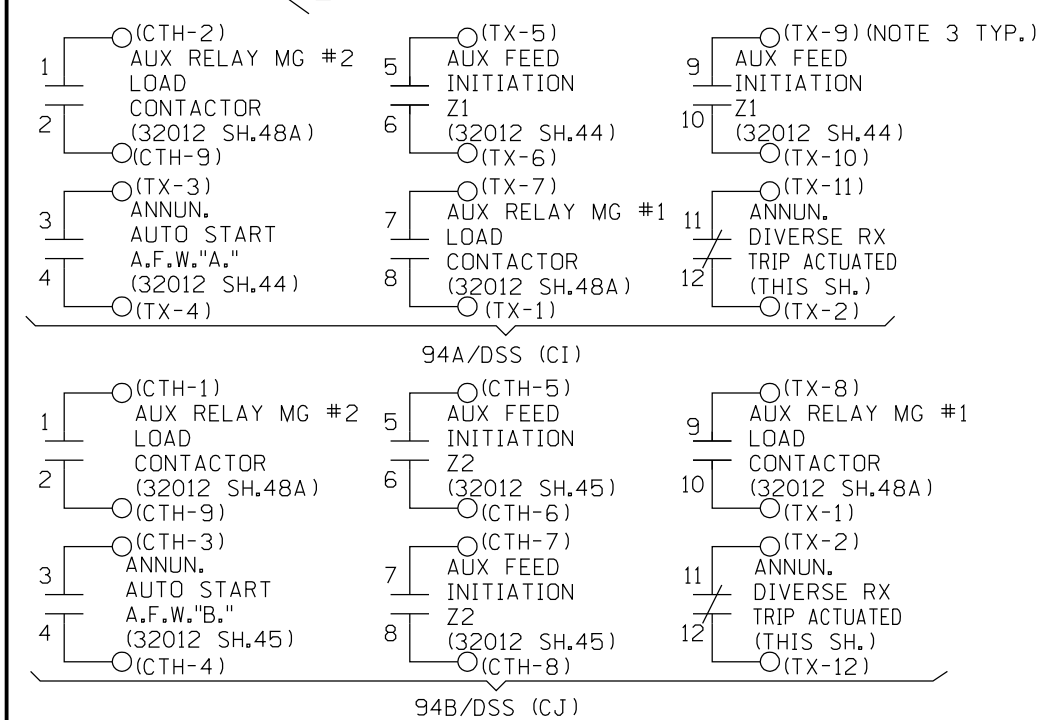 (CTH-2)
1
AUX RELAY MG #2
LOAD
CONTACTOR
2
(32012 SH.48A)
(CTH-9)
(TX-5)
5
AUX FEED
INITIATION
Z1
6
(32012 SH.44)
(TX-6)
(TX-9)(NOTE 3 TYP.)
9
AUX FEED
INITIATION
10
Z1
(32012 SH.44)
(TX-10)
(TX-3)
3
ANNUN.
AUTO START
A.F.W."A."
4
(32012 SH.44)
(TX-4)
(TX-7)
7
AUX RELAY MG #1
LOAD
CONTACTOR
8
(32012 SH.48A)
(TX-1)
(TX-11)
11
ANNUN.
DIVERSE RX
12
TRIP ACTUATED
(THIS SH.)
(TX-2)
94A/DSS (CI)
(CTH-1)
1
AUX RELAY MG #2
LOAD
CONTACTOR
2
(32012 SH.48A)
(CTH-9)
(CTH-5)
5
AUX FEED
INITIATION
Z2
6
(32012 SH.45)
(CTH-6)
(TX-8)
9
AUX RELAY MG #1
LOAD
CONTACTOR
10
(32012 SH.48A)
(TX-1)
(CTH-3)
3
ANNUN.
AUTO START
A.F.W."B."
4
(32012 SH.45)
(CTH-4)
(CTH-7)
7
AUX FEED
INITIATION
Z2
8
(32012 SH.45)
(CTH-8)
(TX-2)
11
ANNUN.
DIVERSE RX
12
TRIP ACTUATED
(THIS SH.)
(TX-12)
94B/DSS (CJ)